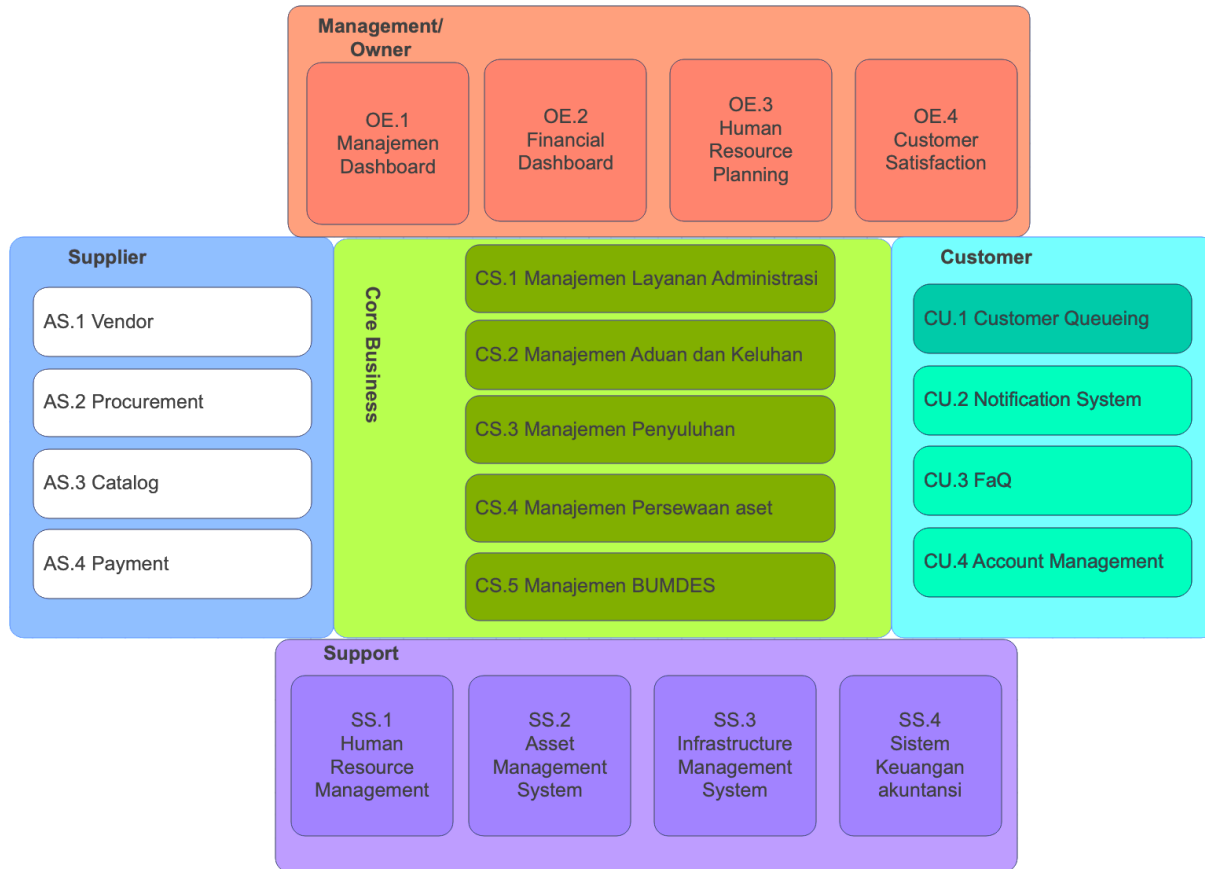 Management/
Owner
OE.1
Manajemen
Dashboard
OE.2
Financial
Dashboard
OE.3
Human
Resource
Planning
OE.4
Customer
Satisfaction
Supplier
AS.1 Vendor
AS.2 Procurement
AS.3 Catalog
AS.4 Payment
Core Business
CS.1 Manajemen Layanan Administrasi
CS.2 Manajemen Aduan dan Keluhan
CS.3 Manajemen Penyuluhan
CS.4 Manajemen Persewaan aset
CS.5 Manajemen BUMDES
Customer
CU.1 Customer Queueing
CU.2 Notification System
CU.3 FaQ
CU.4 Account Management
Support
SS.1
Human
Resource
Management
SS.2
Asset
Management
System
SS.3
Infrastructure
Management
System
SS.4
Sistem
Keuangan
akuntansi